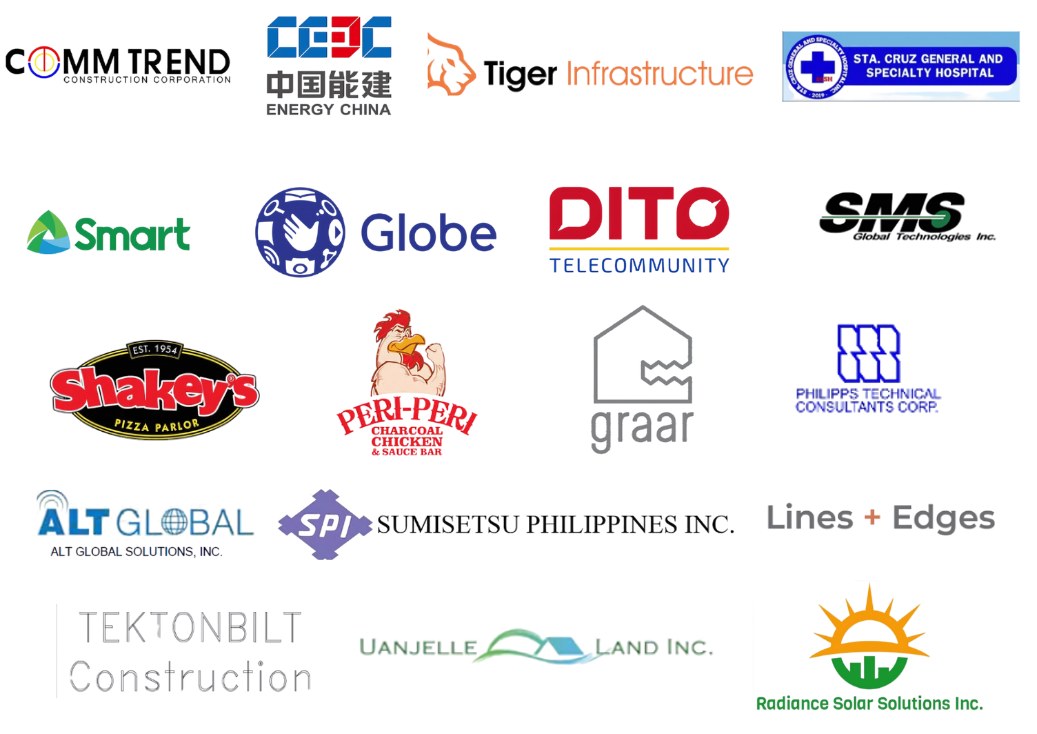 COMM TREND
CONSTRUCTION CORPORATION
CEEC
中国能建
ENERGY CHINA
Tiger Infrastructure
STA. CRUZ GENERAL AND
SPECIALTY HOSPITAL
Smart
Globe
DITO
TELECOMMUNITY
SMS
Global Technologies Inc.
EST. 1954
Shakey's
PIZZA PARLOR
PERI-PERI
CHARCOAL
CHICKEN
& SAUCE BAR
graar
PHILIPPS TECHNICAL
CONSULTANTS CORP.
ALT GLOBAL
ALT GLOBAL SOLUTIONS, INC.
SPI SUMISETSU PHILIPPINES INC.
Lines + Edges
TEKTONBILT
Construction
UANJELLE LAND INC.
Radiance Solar Solutions Inc.